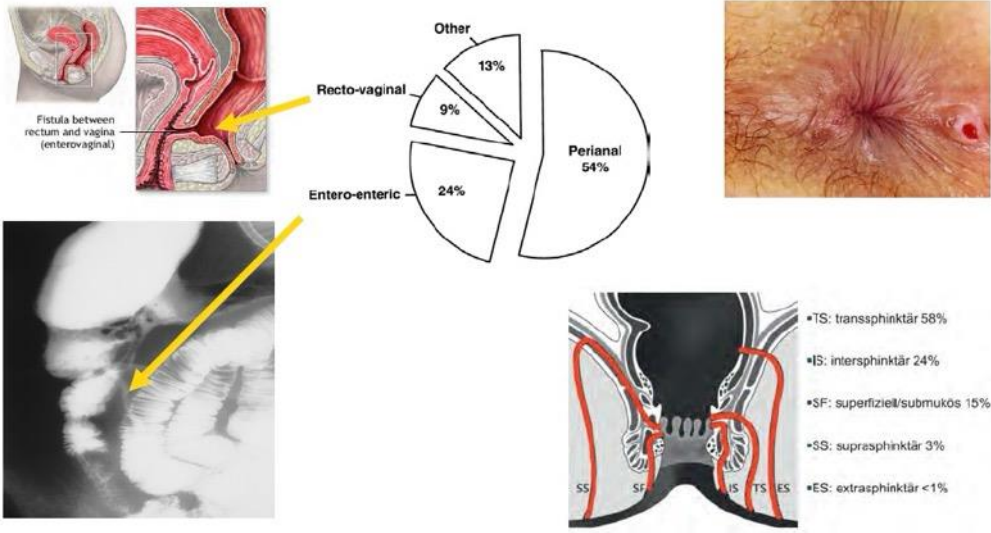 Fistula between
rectum and vagina
(enterovaginal)
Other
13%
Recto-vaginal
9%
Entero-enteric
24%
Perianal
54%
SS
SF
IS
TS
ES
▪TS: transsphinktär 58%
▪IS: intersphinktär 24%
▪SF: superfiziell/submukös 15%
▪SS: suprasphinktär 3%
▪ES: extrasphinktär <1%